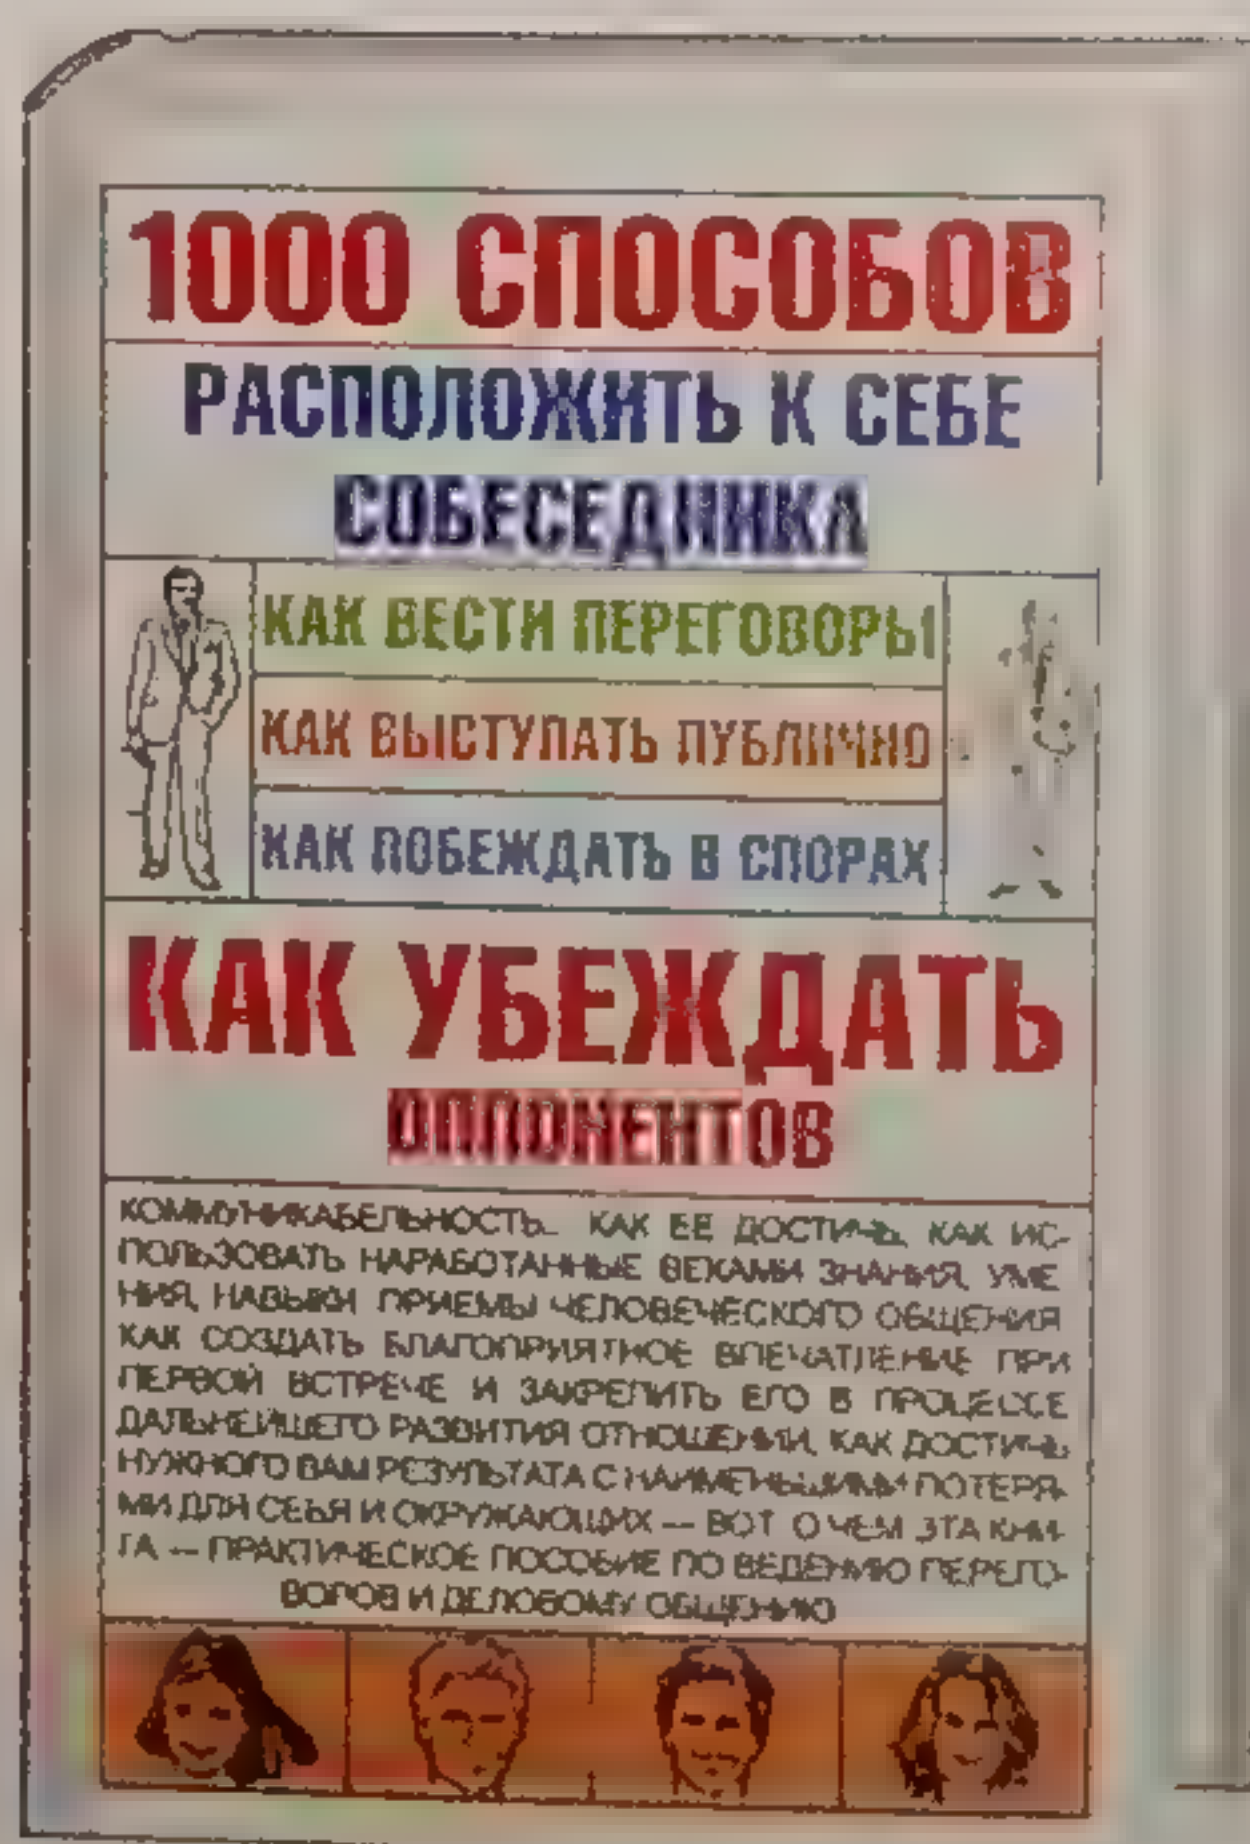 1000 СПОСОБОВ
РАСПОЛОЖИТЬ К СЕБЕ
СОБЕСЕДНИКА
КАК ВЕСТИ ПЕРЕГОВОРЫ
КАК ВЫСТУПАТЬ ПУБЛИЧНО
КАК ПОБЕЖДАТЬ В СПОРАХ
КАК УБЕЖДАТЬ
ОППОНЕНТОВ
КОММУНИКАБЕЛЬНОСТЬ... КАК ЕЕ ДОСТИЧЬ, КАК ИС-
ПОЛЬЗОВАТЬ НАРАБОТАННЫЕ ВЕКАМИ ЗНАНИЯ, УМЕ
НИЯ, НАВЫКИ ПРИЕМЫ ЧЕЛОВЕЧЕСКОГО ОБЩЕНИЯ
КАК СОЗДАТЬ БЛАГОПРИЯТНОЕ ВПЕЧАТЛЕНИЕ ПРИ
ПЕРВОЙ ВСТРЕЧЕ И ЗАКРЕПИТЬ ЕГО В ПРОЦЕССЕ
ДАЛЬНЕЙШЕГО РАЗВИТИЯ ОТНОШЕНИЙ, КАК ДОСТИЧЬ
НУЖНОГО ВАМ РЕЗУЛЬТАТА С НАИМЕНЬШИМИ ПОТЕРЯ-
МИ ДЛЯ СЕБЯ И ОКРУЖАЮЩИХ — ВОТ О ЧЕМ ЭТА КНИ-
ГА — ПРАКТИЧЕСКОЕ ПОСОБИЕ ПО ВЕДЕНИЮ ПЕРЕГО-
ВОРОВ И ДЕЛОВОМУ ОБЩЕНИЮ